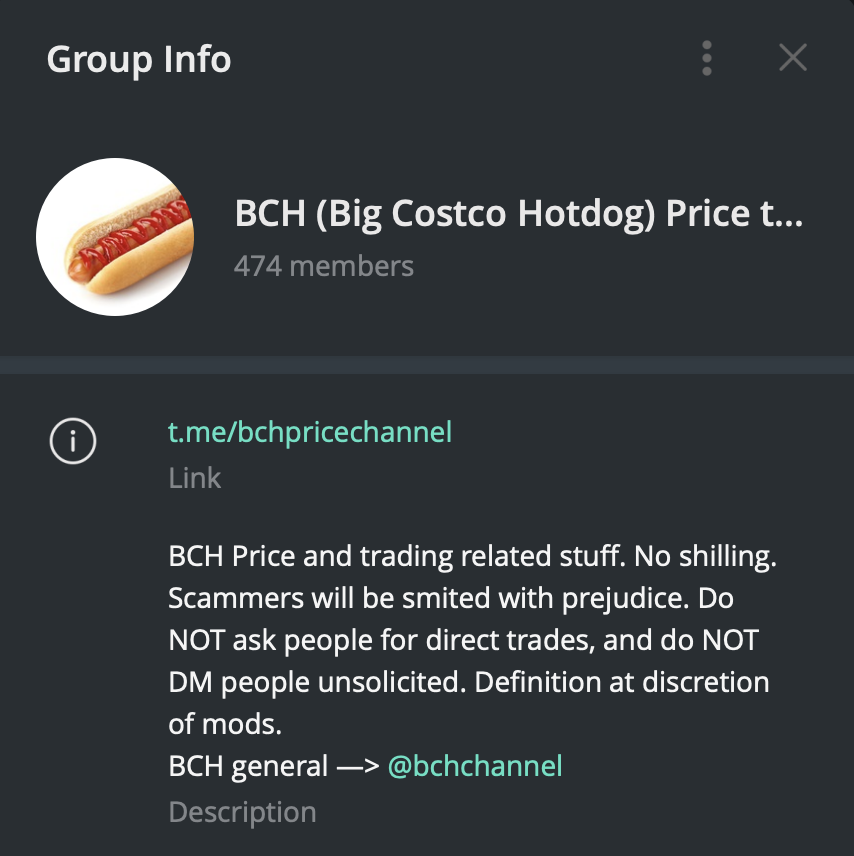 Group Info
BCH (Big Costco Hotdog) Price t...
474 members
t.me/bchpricechannel
Link
BCH Price and trading related stuff. No shilling.
Scammers will be smited with prejudice. Do
NOT ask people for direct trades, and do NOT
DM people unsolicited. Definition at discretion
of mods.
BCH general —> @bchchannel
Description